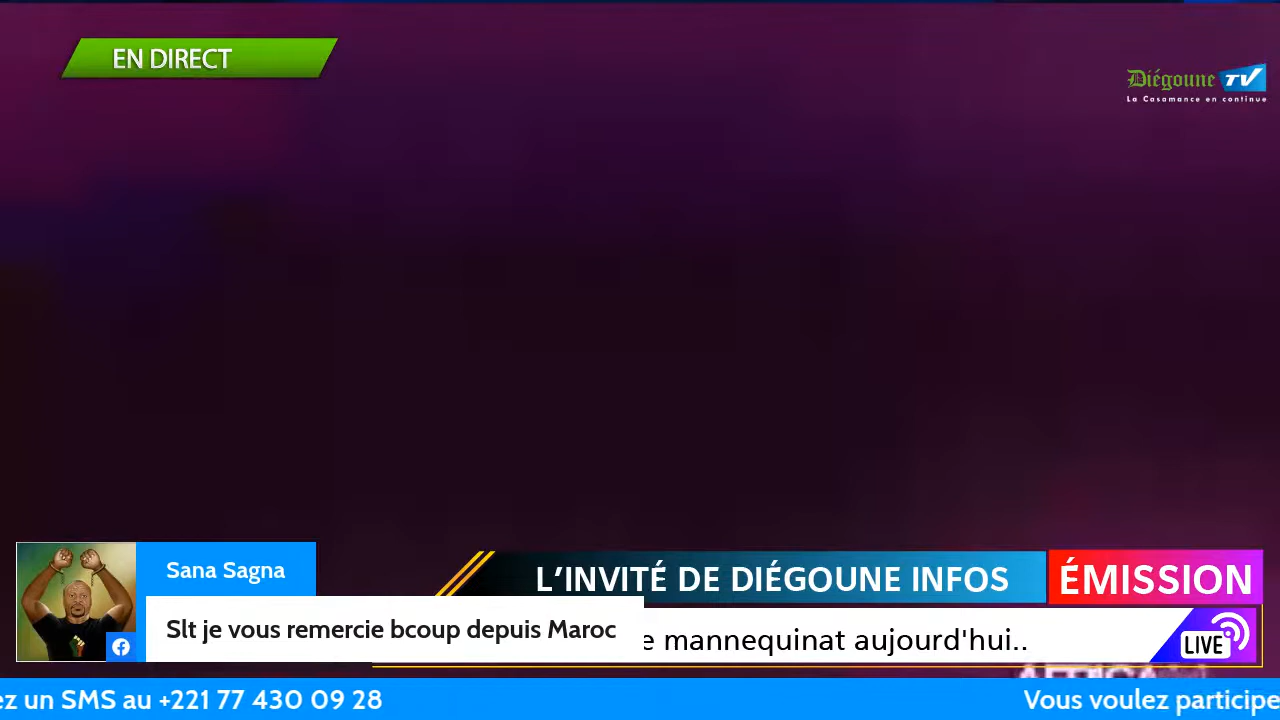 EN DIRECT
Diégoune TV
La Casamance en continue
Sana Sagna
L'INVITÉ DE DIÉGOUNE INFOS
ÉMISSION
Slt je vous remercie bcoup depuis Maroc
e mannequinat aujourd'hui..
LIVE
ez un SMS au +221 77 430 09 28
Vous voulez participe